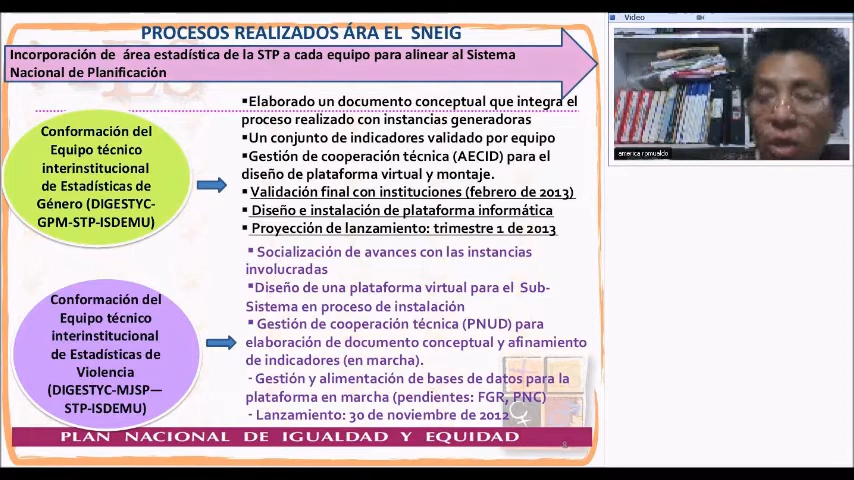 PROCESOS REALIZADOS ÁRA EL SNEIG
Incorporación de área estadística de la STP a cada equipo para alinear al Sistema
Nacional de Planificación
Conformación del
Equipo técnico
interinstitucional
de Estadísticas de
Género (DIGESTYC-
GPM-STP-ISDEMU)
▪Elaborado un documento conceptual que integra el
proceso realizado con instancias generadoras
▪Un conjunto de indicadores validado por equipo
▪Gestión de cooperación técnica (AECID) para el
diseño de plataforma virtual y montaje.
▪ Validación final con instituciones (febrero de 2013)
▪ Diseño e instalación de plataforma informática
▪ Proyección de lanzamiento: trimestre 1 de 2013
Conformación del
Equipo técnico
interinstitucional
de Estadísticas de
Violencia
(DIGESTYC-MJSP—
STP-ISDEMU)
▪ Socialización de avances con las instancias
involucradas
▪Diseño de una plataforma virtual para el Sub-
Sistema en proceso de instalación
▪ Gestión de cooperación técnica (PNUD) para
elaboración de documento conceptual y afinamiento
de indicadores (en marcha).
- Gestión y alimentación de bases de datos para la
plataforma en marcha (pendientes: FGR, PNC)
- Lanzamiento: 30 de noviembre de 2012
PLAN NACIONAL DE IGUALDAD Y EQUIDAD
8
Video
america romualdo